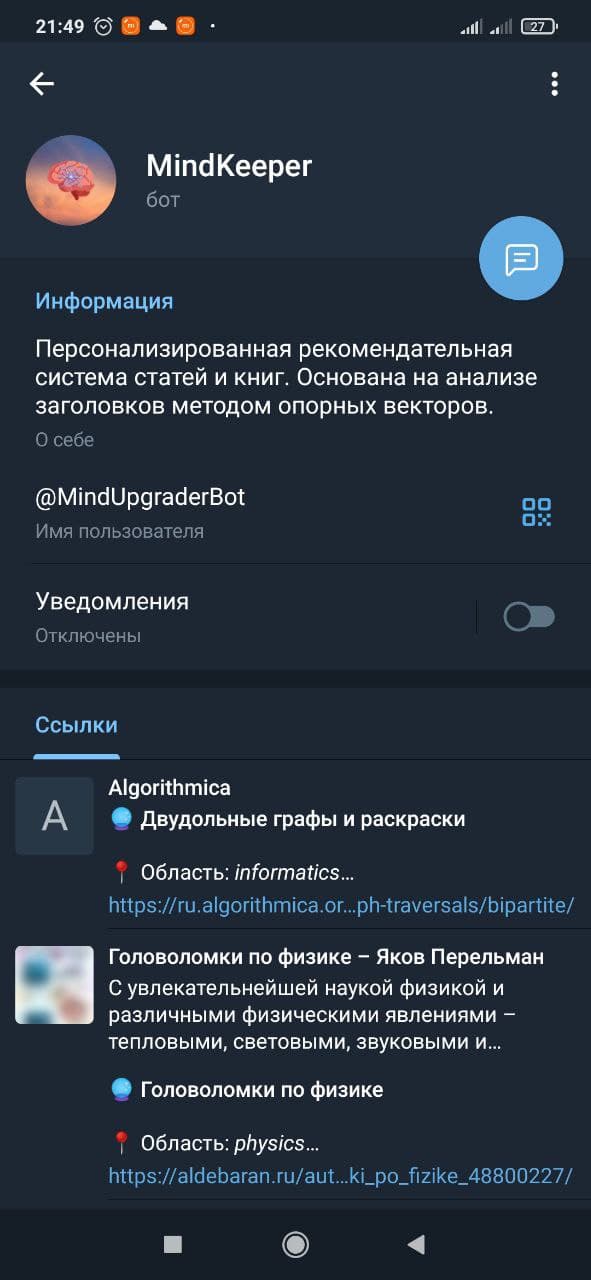 21:49
27
MindKeeper
бот
Информация
Персонализированная рекомендательная
система статей и книг. Основана на анализе
заголовков методом опорных векторов.
О себе
@MindUpgraderBot
Имя пользователя
Уведомления
Отключены
Ссылки
A
Algorithmica
Двудольные графы и раскраски
Область: informatics...
https://ru.algorithmica.or...ph-traversals/bipartite/
Головоломки по физике – Яков Перельман
С увлекательнейшей наукой физикой и
различными физическими явлениями –
тепловыми, световыми, звуковыми и...
Головоломки по физике
Область: physics...
https://aldebaran.ru/aut...ki_po_fizike_48800227/